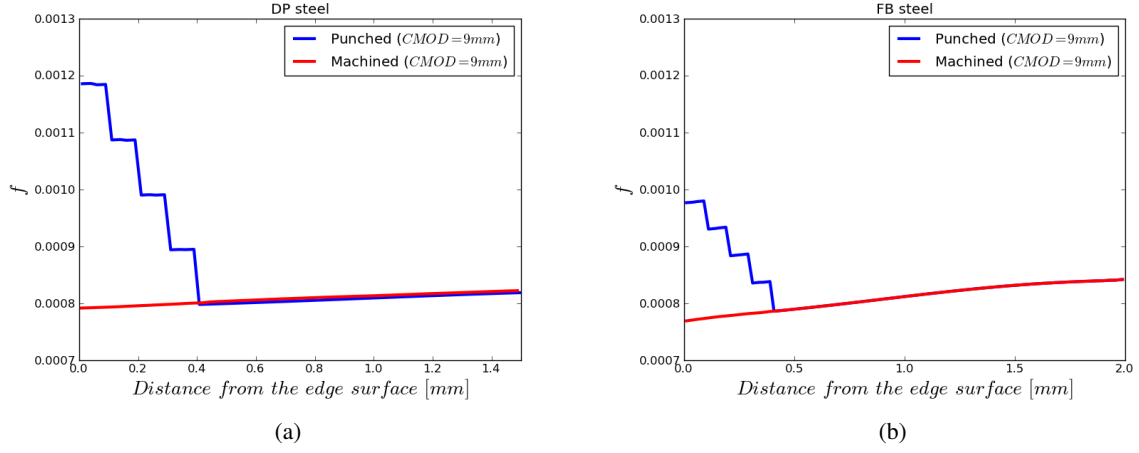 DP steel
0.0013
0.0012
0.0011
0.0010
0.0009
0.0008
0.0007
f
Punched (CMOD=9mm)
Machined (CMOD=9mm)
0.0 0.2 0.4 0.6 0.8 1.0 1.2 1.4
Distance from the edge surface [mm]
(a)
FB steel
0.0013
0.0012
0.0011
0.0010
0.0009
0.0008
0.0007
f
Punched (CMOD=9mm)
Machined (CMOD=9mm)
0.0 0.5 1.0 1.5 2.0
Distance from the edge surface [mm]
(b)